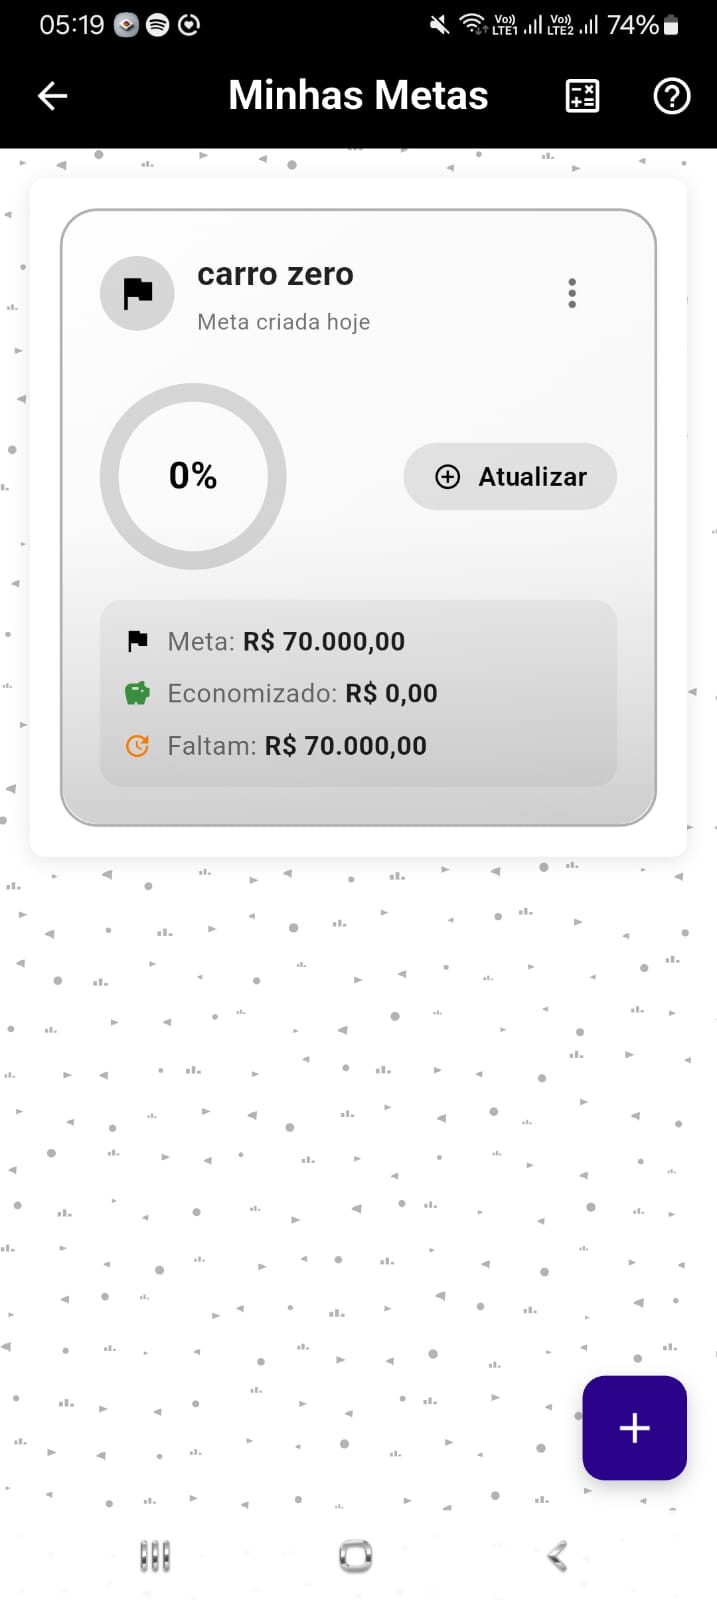 05:19 Vo)) LTE1 Vo)) LTE2 74%
Minhas Metas
carro zero
Meta criada hoje
0%
Atualizar
Meta: R$ 70.000,00
Economizado: R$ 0,00
Faltam: R$ 70.000,00